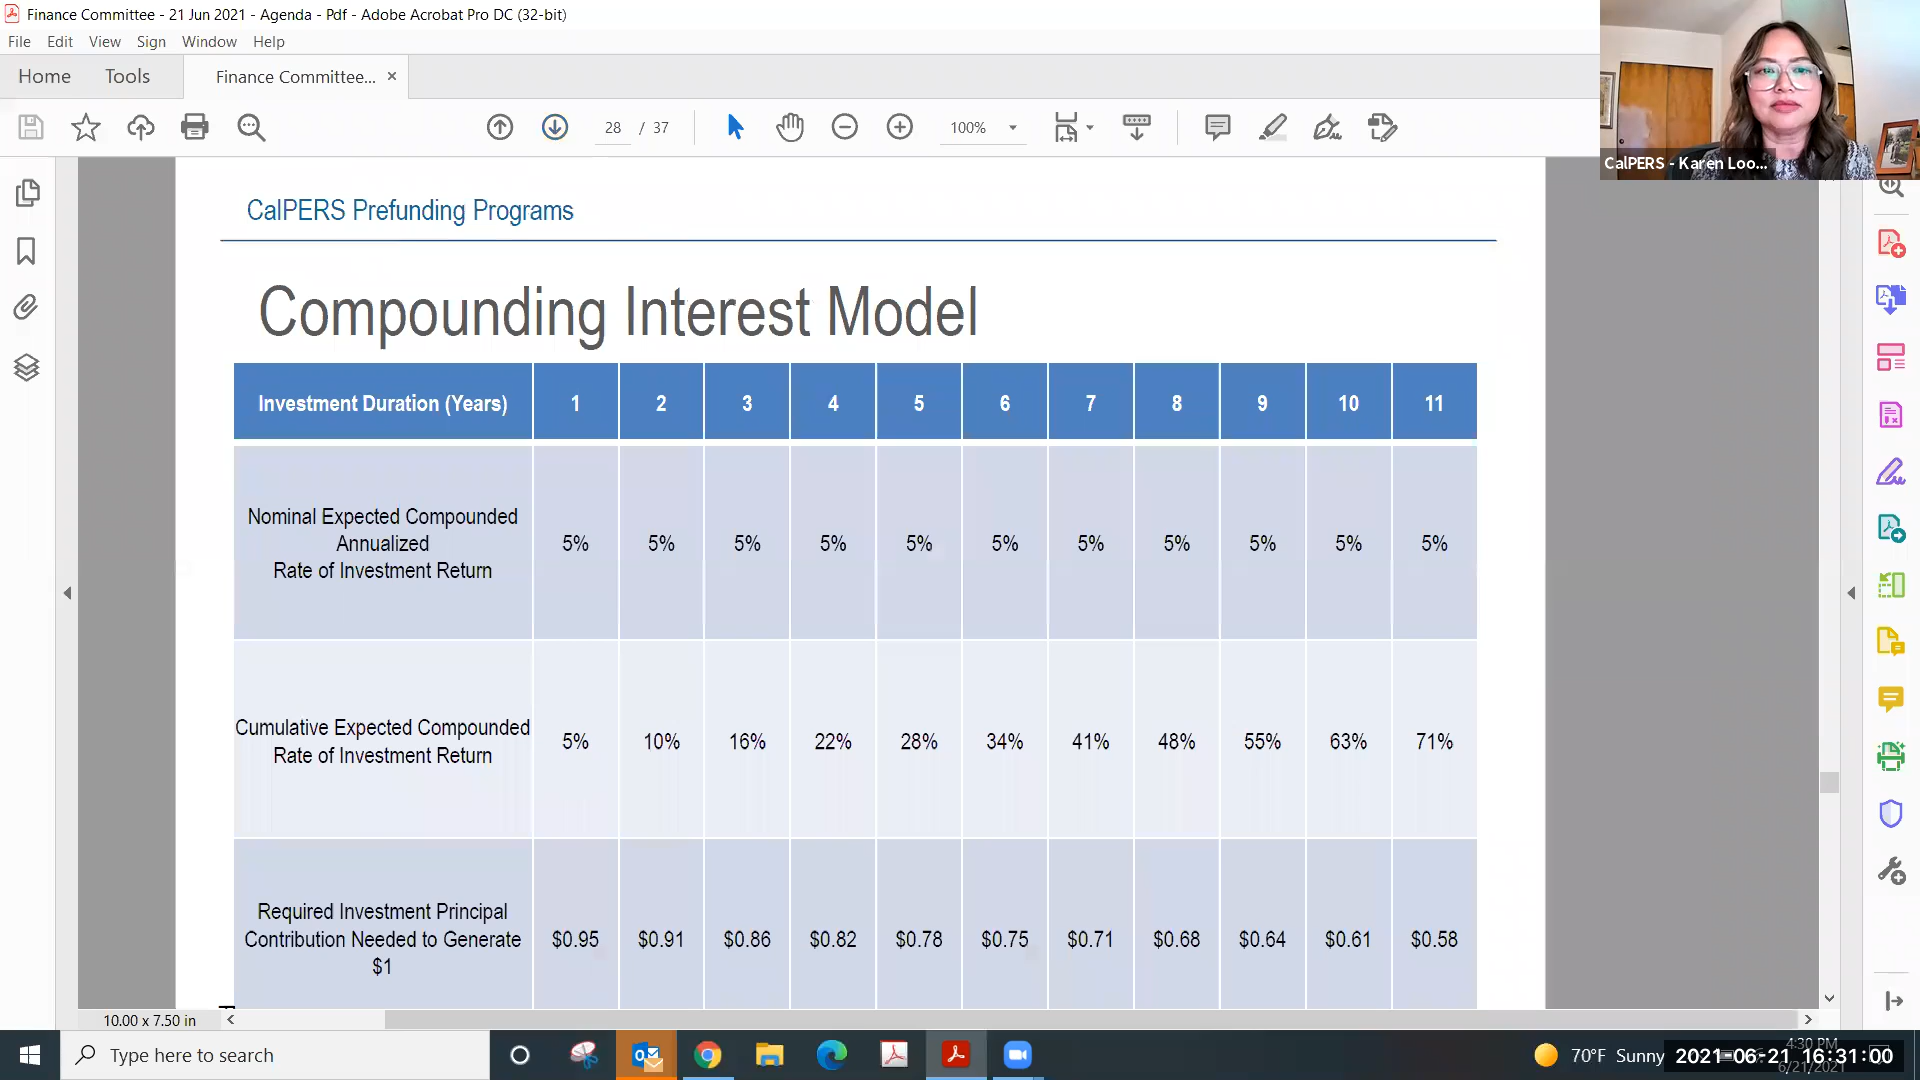 Finance Committee - 21 Jun 2021 - Agenda - Pdf - Adobe Acrobat Pro DC (32-bit)
File Edit View Sign Window Help
Home Tools Finance Committee... ×
28 / 37 100%
CalPERS - Karen Loo...
CalPERS Prefunding Programs
Compounding Interest Model
Investment Duration (Years) 1 2 3 4 5 6 7 8 9 10 11
Nominal Expected Compounded
Annualized
Rate of Investment Return
5% 5% 5% 5% 5% 5% 5% 5% 5% 5% 5%
Cumulative Expected Compounded
Rate of Investment Return
5% 10% 16% 22% 28% 34% 41% 48% 55% 63% 71%
Required Investment Principal
Contribution Needed to Generate
$1
$0.95 $0.91 $0.86 $0.82 $0.78 $0.75 $0.71 $0.68 $0.64 $0.61 $0.58
10.00 x 7.50 in
Type here to search
70°F Sunny
4:30 PM
2021-06-21 16:31:00
6/21/2021